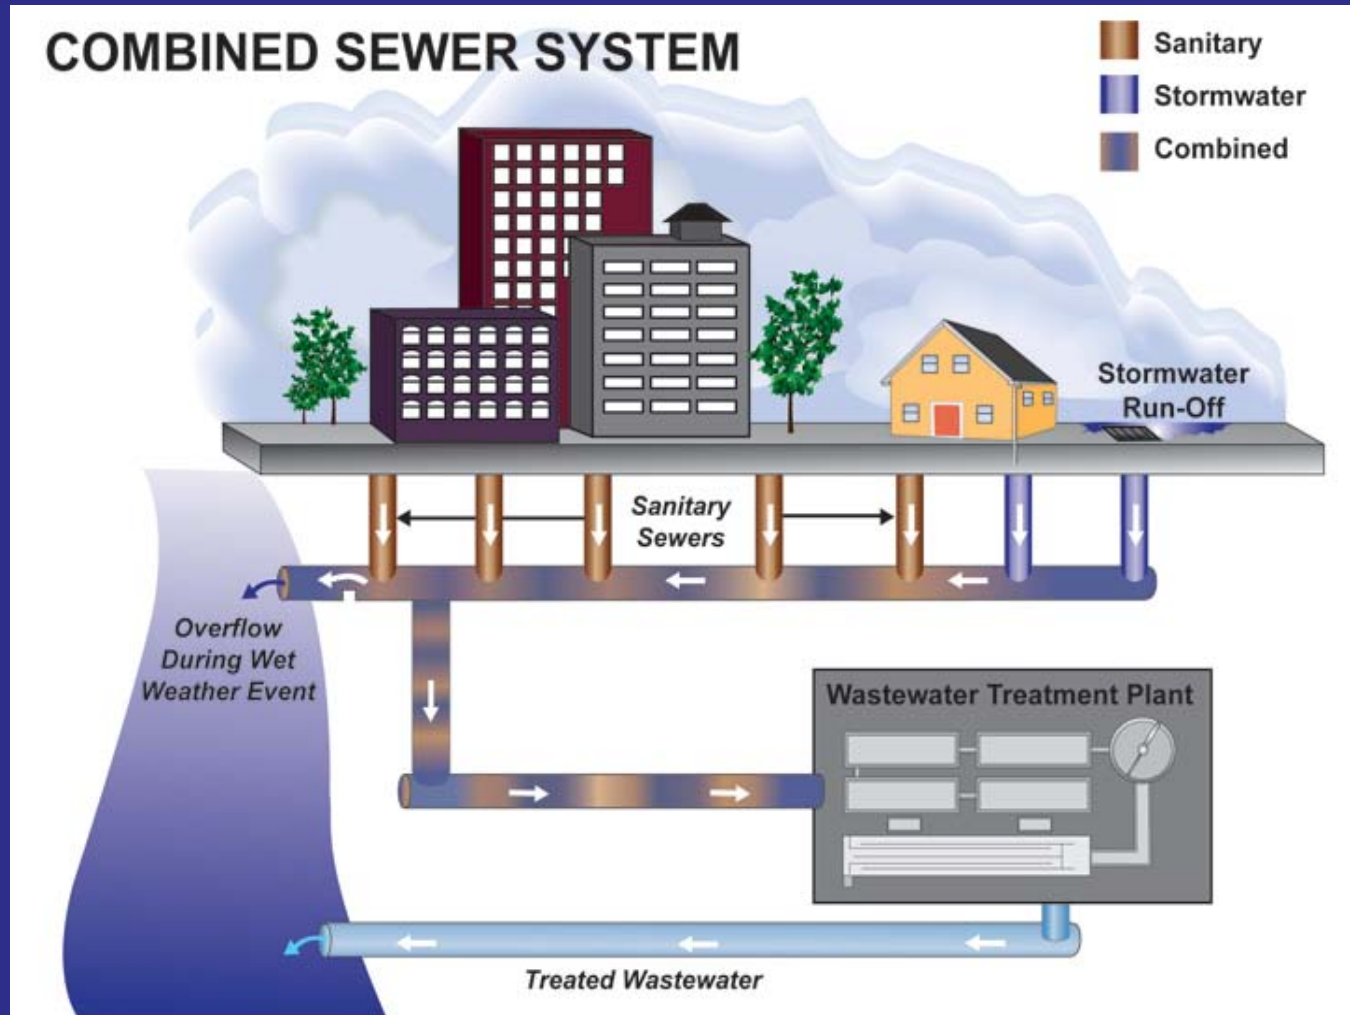 COMBINED SEWER SYSTEM
Sanitary
Stormwater
Combined
Stormwater
Run-Off
Sanitary
Sewers
Overflow
During Wet
Weather Event
Wastewater Treatment Plant
Treated Wastewater